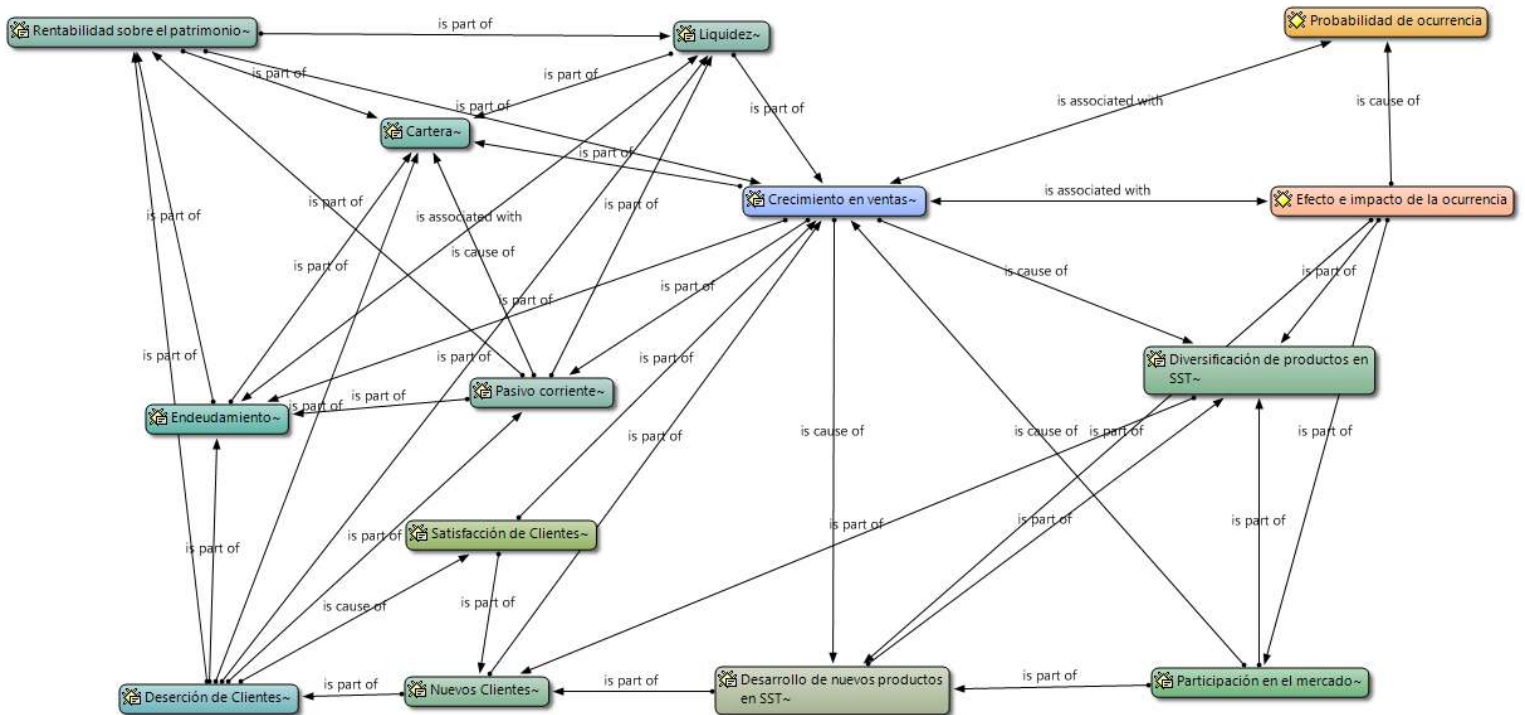 Rentabilidad sobre el patrimonio~
is part of
Liquidez~
Probabilidad de ocurrencia
is part of
is part of
is part of
is part of
is associated with
is cause of
Cartera~
is part of
Crecimiento en ventas~
is associated with
Efecto e impacto de la ocurrencia
is part of
is part of
is associated with
is part of
is cause of
is part of
is part of
is cause of
is part of
is part of
is part of
is part of
Diversificación de productos en
SST~
Pasivo corriente~
is part of
Endeudamiento~
is part of
is cause of
is cause of
is part of
is part of
Satisfacción de Clientes~
is part of
is part of
is part of
is part of
is part of
is cause of
is part of
Deserción de Clientes~
is part of
Nuevos Clientes~
is part of
Desarrollo de nuevos productos
en SST~
is part of
Participación en el mercado~